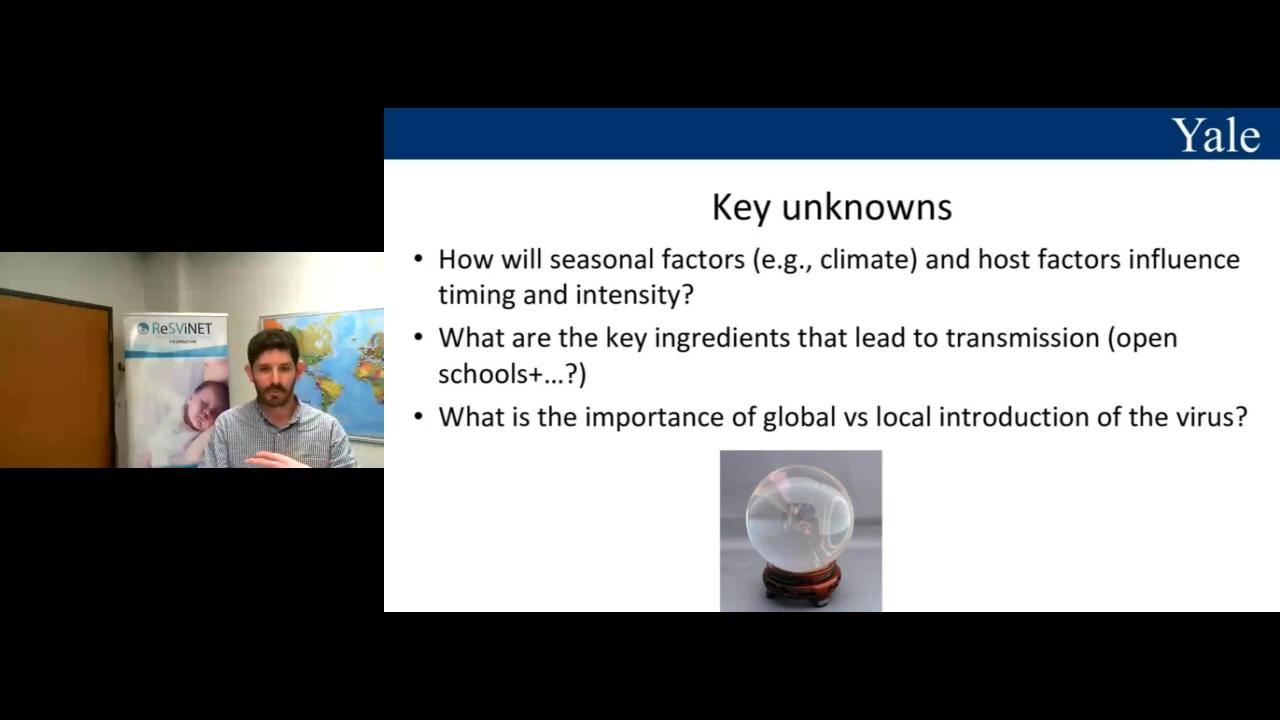 Yale
Key unknowns
• How will seasonal factors (e.g., climate) and host factors influence
timing and intensity?
• What are the key ingredients that lead to transmission (open
schools+...?)
• What is the importance of global vs local introduction of the virus?
ReSViNET
FOUNDATION